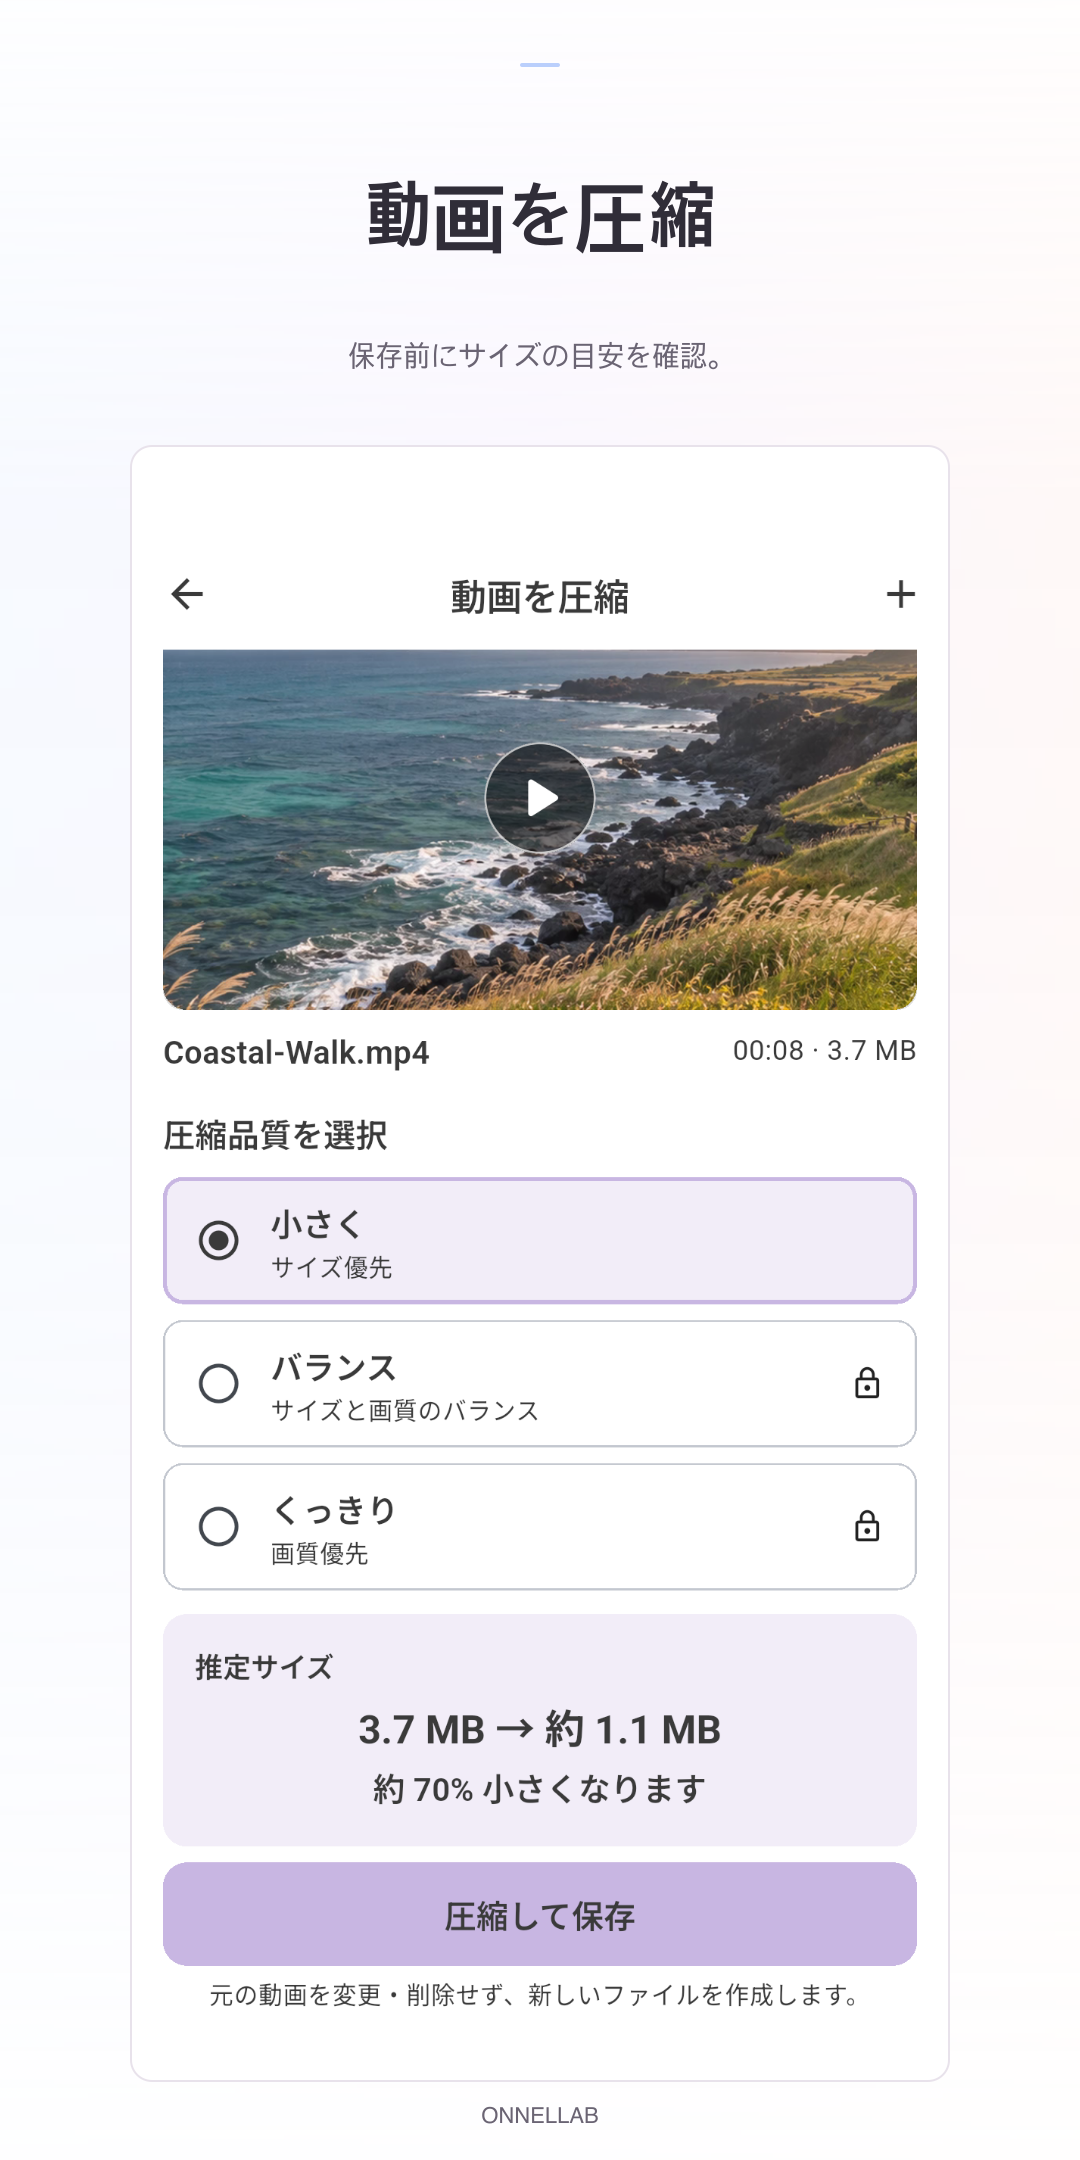 動画を圧縮
保存前にサイズの目安を確認。
動画を圧縮
Coastal-Walk.mp4
00:08 · 3.7 MB
圧縮品質を選択
小さく
サイズ優先
バランス
サイズと画質のバランス
くっきり
画質優先
推定サイズ
3.7 MB → 約 1.1 MB
約 70% 小さくなります
圧縮して保存
元の動画を変更・削除せず、新しいファイルを作成します。
ONNELLAB